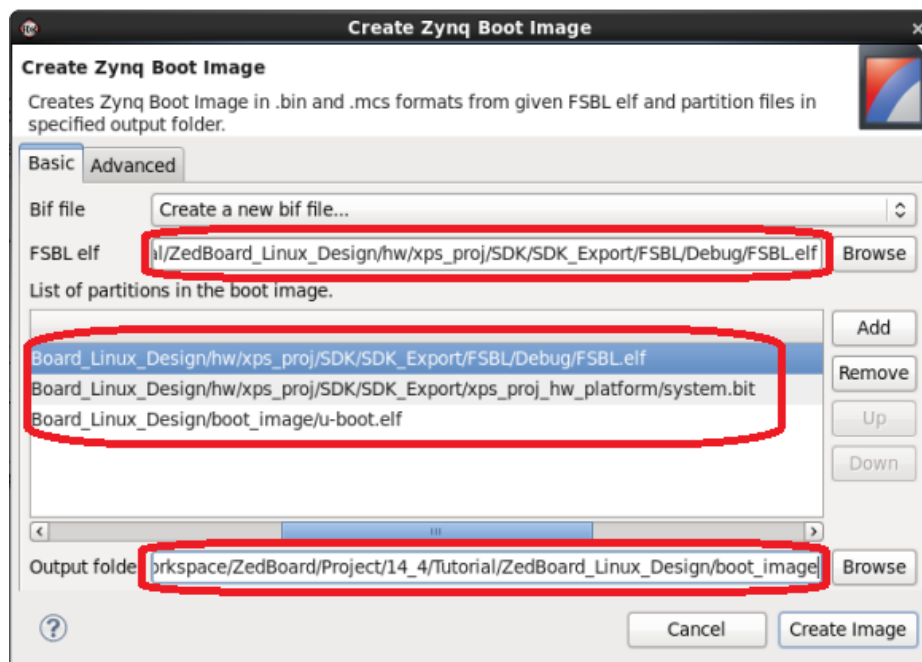 Create Zynq Boot Image
Create Zynq Boot Image
Creates Zynq Boot Image in .bin and .mcs formats from given FSBL elf and partition files in
specified output folder.
Basic Advanced
Bif file Create a new bif file...
FSBL elf al/ZedBoard_Linux_Design/hw/xps_proj/SDK/SDK_Export/FSBL/Debug/FSBL.elf Browse
List of partitions in the boot image.
Add
Board_Linux_Design/hw/xps_proj/SDK/SDK_Export/FSBL/Debug/FSBL.elf
Remove
Board_Linux_Design/hw/xps_proj/SDK/SDK_Export/xps_proj_hw_platform/system.bit
Board_Linux_Design/boot_image/u-boot.elf Up
Down
Output folde orkspace/ZedBoard/Project/14_4/Tutorial/ZedBoard_Linux_Design/boot_image Browse
? Cancel Create Image